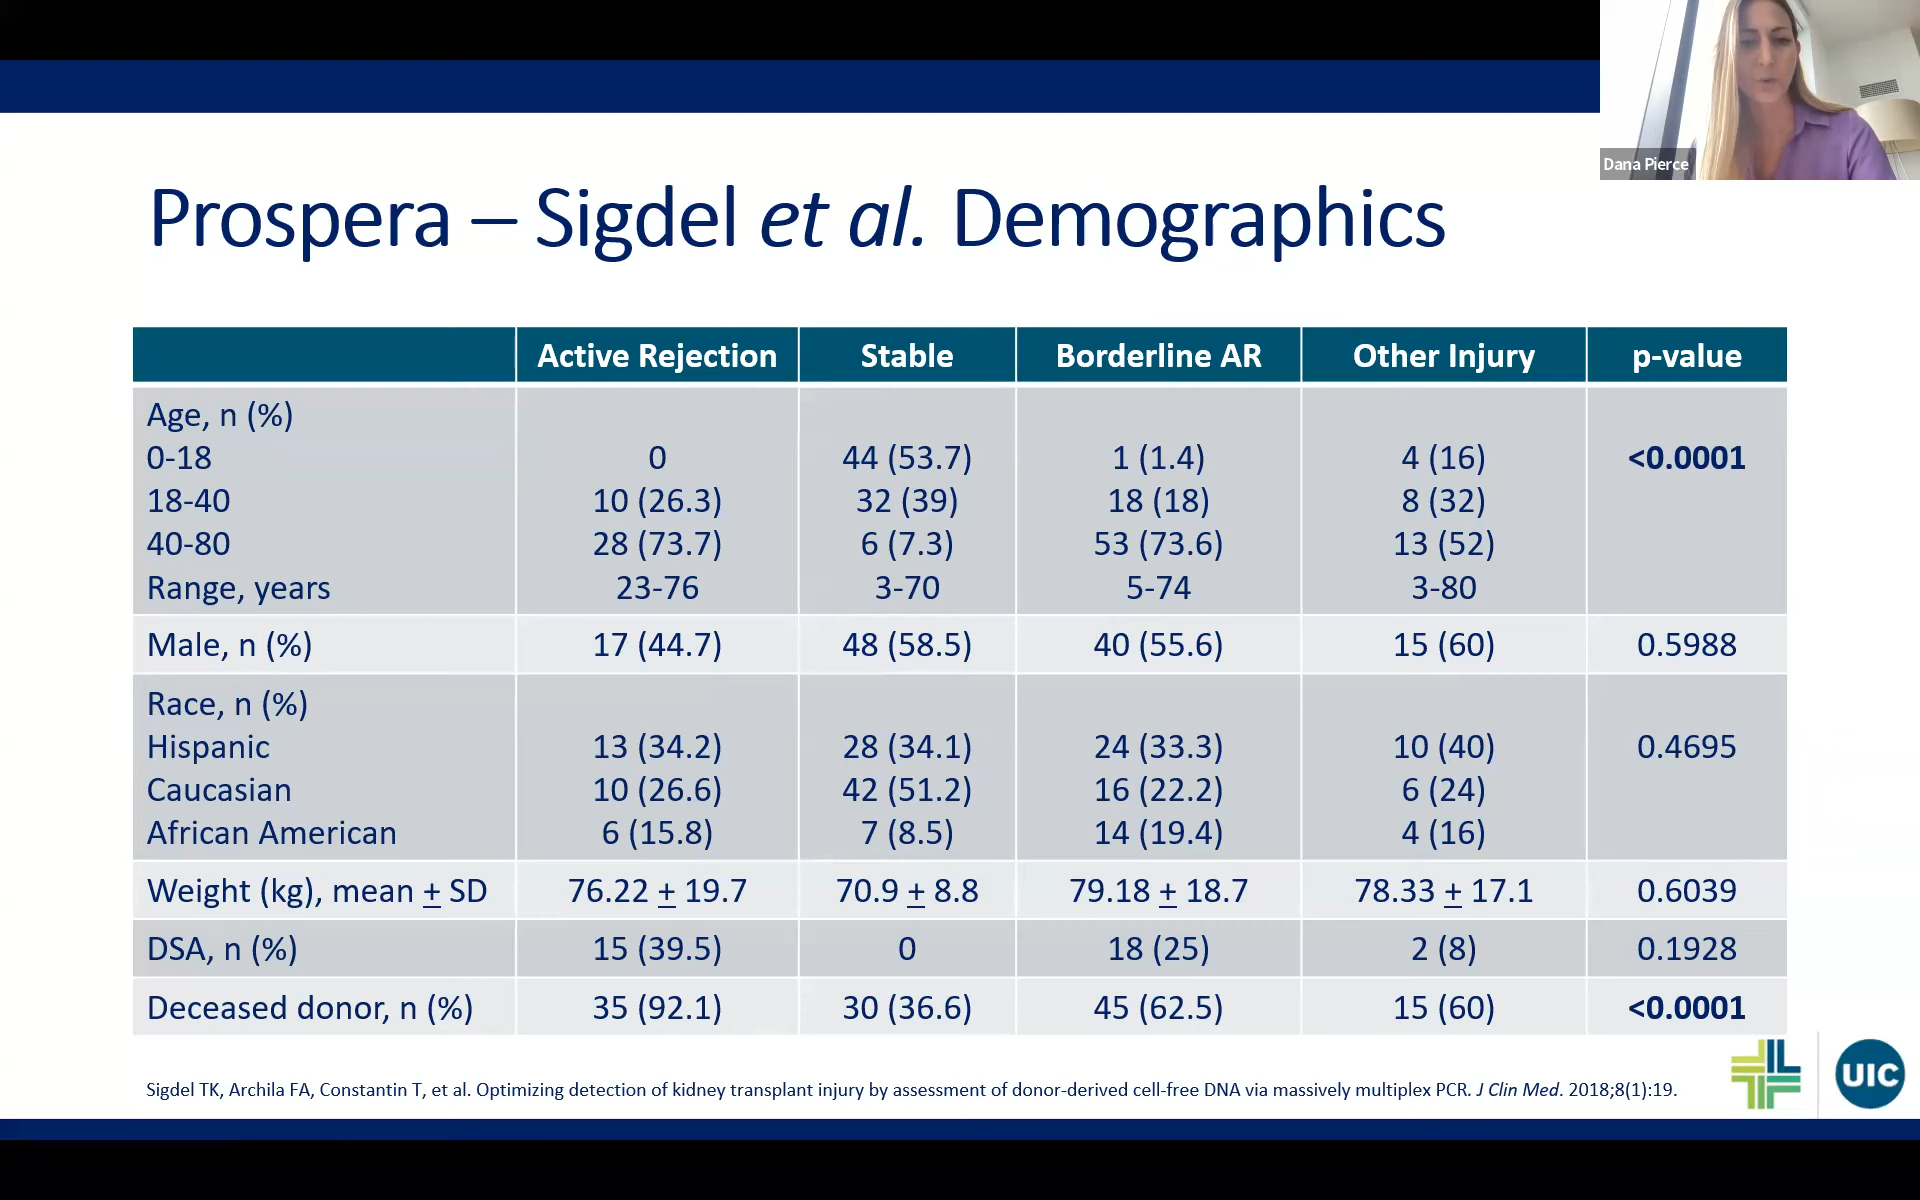 Dana Pierce
Prospera – Sigdel et al. Demographics
Active Rejection Stable Borderline AR Other Injury p-value
Age, n (%)
0-18 0 44 (53.7) 1 (1.4) 4 (16) <0.0001
18-40 10 (26.3) 32 (39) 18 (18) 8 (32)
40-80 28 (73.7) 6 (7.3) 53 (73.6) 13 (52)
Range, years 23-76 3-70 5-74 3-80
Male, n (%) 17 (44.7) 48 (58.5) 40 (55.6) 15 (60) 0.5988
Race, n (%)
Hispanic 13 (34.2) 28 (34.1) 24 (33.3) 10 (40) 0.4695
Caucasian 10 (26.6) 42 (51.2) 16 (22.2) 6 (24)
African American 6 (15.8) 7 (8.5) 14 (19.4) 4 (16)
Weight (kg), mean ± SD 76.22 ± 19.7 70.9 ± 8.8 79.18 ± 18.7 78.33 ± 17.1 0.6039
DSA, n (%) 15 (39.5) 0 18 (25) 2 (8) 0.1928
Deceased donor, n (%) 35 (92.1) 30 (36.6) 45 (62.5) 15 (60) <0.0001
Sigdel TK, Archila FA, Constantin T, et al. Optimizing detection of kidney transplant injury by assessment of donor-derived cell-free DNA via massively multiplex PCR. J Clin Med. 2018;8(1):19.
UIC